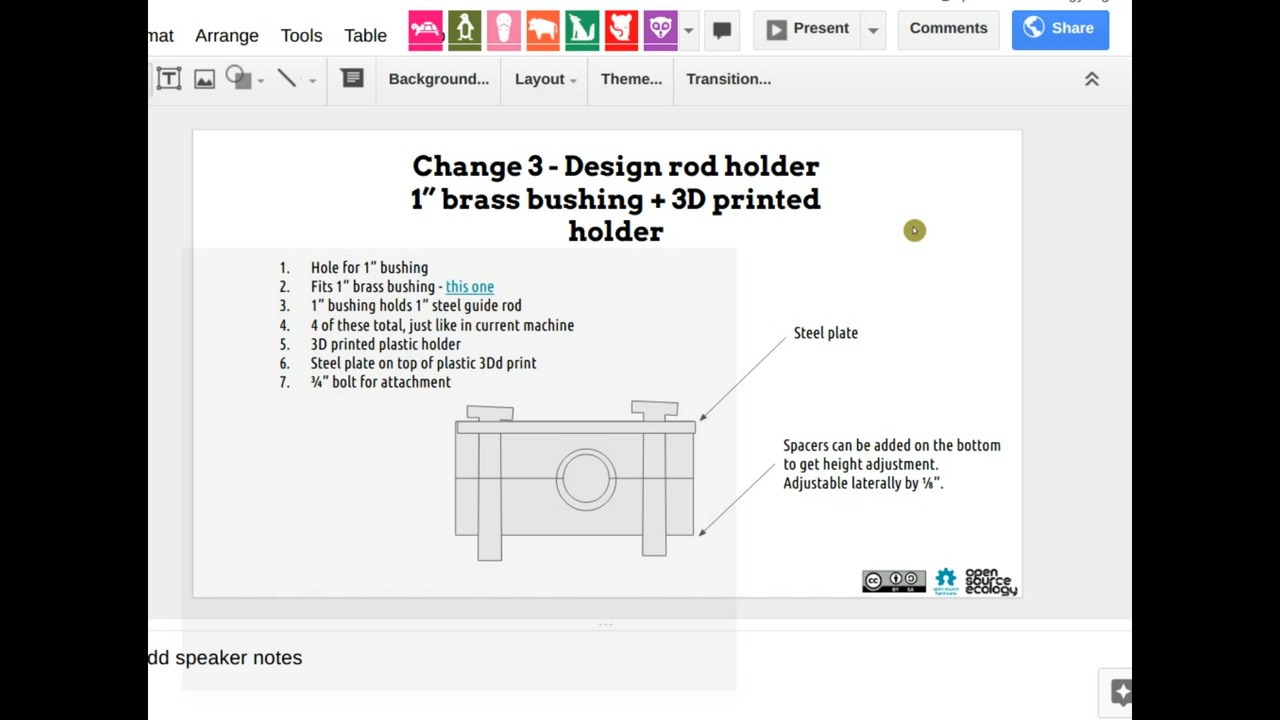 mat Arrange Tools Table
Present Comments Share
Background... Layout Theme... Transition...
Change 3 - Design rod holder
1” brass bushing + 3D printed
holder
1. Hole for 1” bushing
2. Fits 1” brass bushing - this one
3. 1” bushing holds 1” steel guide rod
4. 4 of these total, just like in current machine
5. 3D printed plastic holder
6. Steel plate on top of plastic 3Dd print
7. ¾” bolt for attachment
Steel plate
Spacers can be added on the bottom
to get height adjustment.
Adjustable laterally by ⅛”.
cc BY SA
open
source
ecology
dd speaker notes